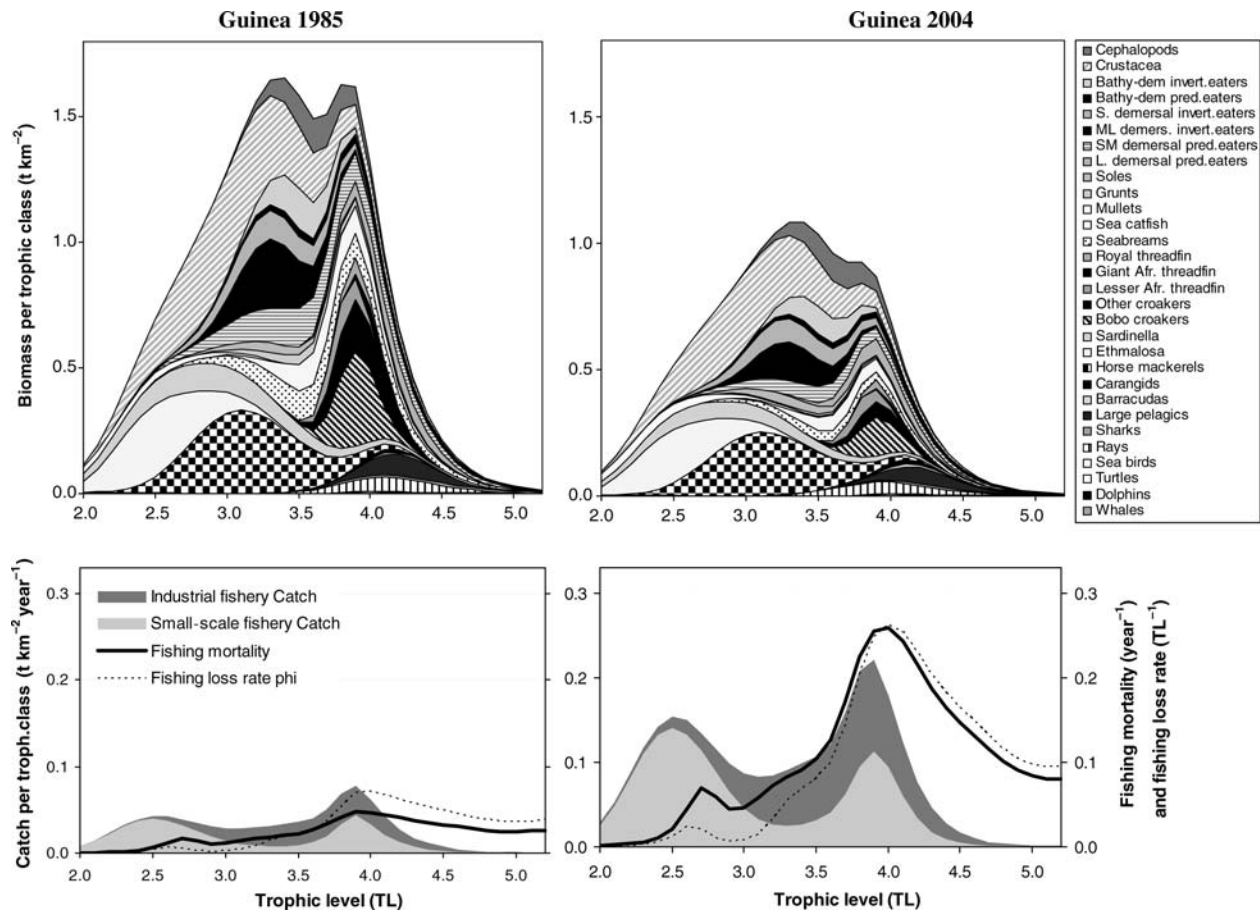 Guinea 1985
Guinea 2004
Biomass per trophic class (t km⁻²)
1.5
1.0
0.5
0.0
2.0 2.5 3.0 3.5 4.0 4.5 5.0
1.5
1.0
0.5
0.0
2.0 2.5 3.0 3.5 4.0 4.5 5.0
Cephalopods
Crustacea
Bathy-dem invert.eaters
Bathy-dem pred.eaters
S. demersal invert.eaters
ML demers. invert.eaters
SM demersal pred.eaters
L. demersal pred.eaters
Soles
Grunts
Mullets
Sea catfish
Seabreams
Royal threadfin
Giant Afr. threadfin
Lesser Afr. threadfin
Other croakers
Bobo croakers
Sardinella
Ethmalosa
Horse mackerels
Carangids
Barracudas
Large pelagics
Sharks
Rays
Sea birds
Turtles
Dolphins
Whales
Catch per troph.class (t km⁻² year⁻¹)
0.3
0.2
0.1
0.0
Industrial fishery Catch
Small-scale fishery Catch
Fishing mortality
Fishing loss rate phi
2.0 2.5 3.0 3.5 4.0 4.5 5.0
Trophic level (TL)
0.3
0.2
0.1
0.0
2.0 2.5 3.0 3.5 4.0 4.5 5.0
Trophic level (TL)
0.3
0.2
0.1
0.0
Fishing mortality (year⁻¹)
and fishing loss rate (TL⁻¹)